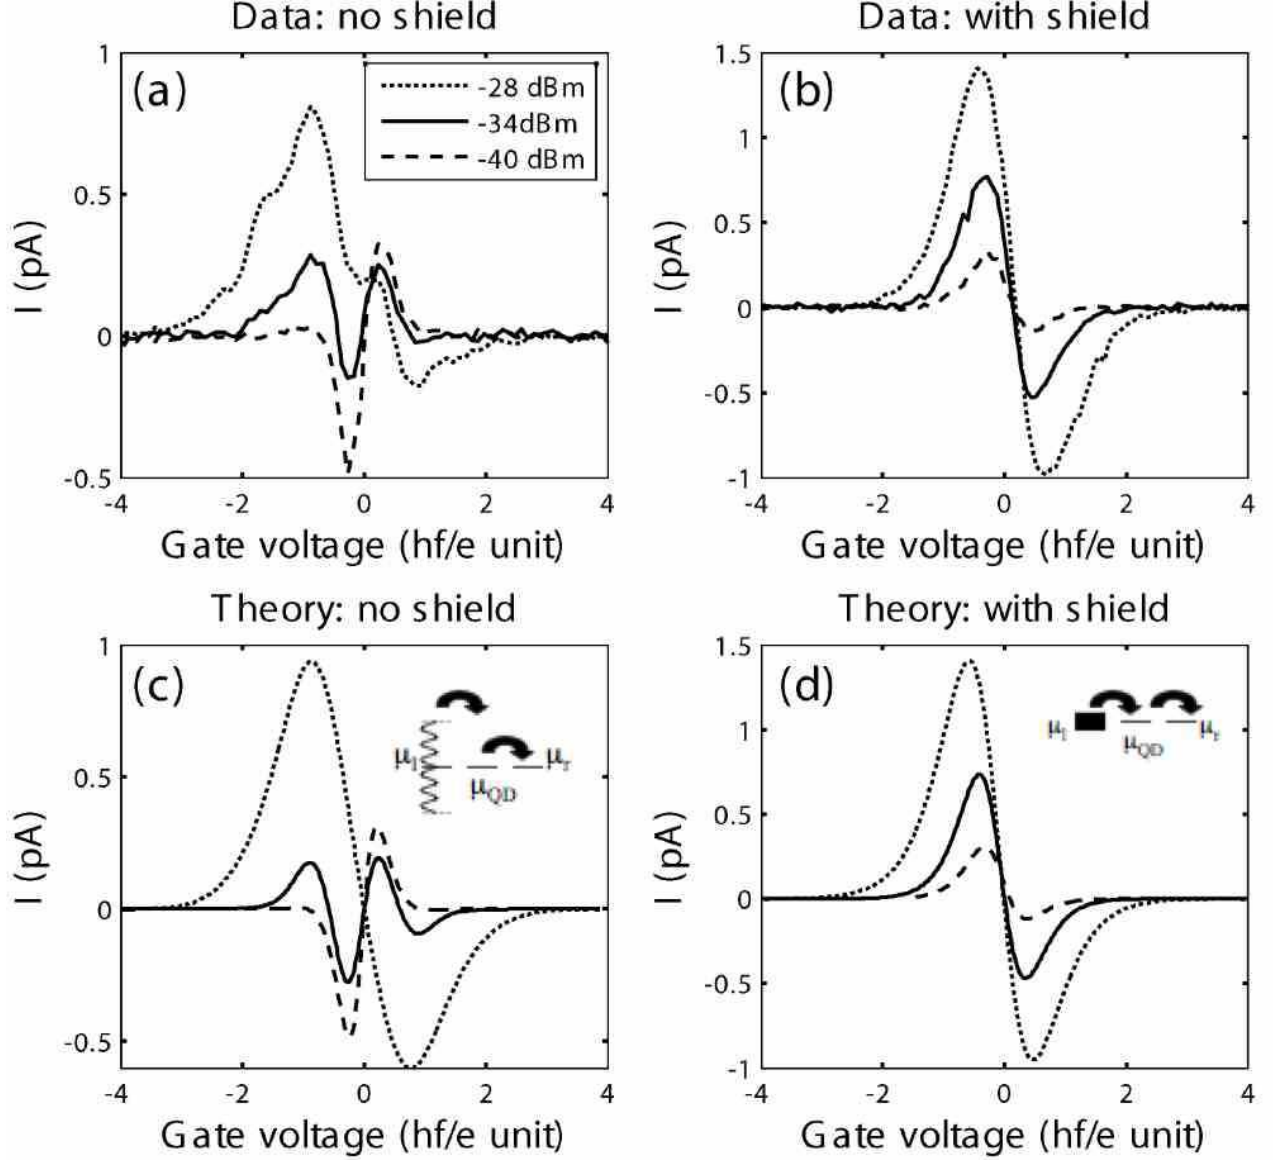 Data: no shield
(a)
-28 dBm
-34dBm
-40 dBm
1
0.5
0
-0.5
-4 -2 0 2 4
I (pA)
Gate voltage (hf/e unit)
Data: with shield
(b)
1.5
1
0.5
0
-0.5
-1
-4 -2 0 2 4
I (pA)
Gate voltage (hf/e unit)
Theory: no shield
(c)
μl
μQD
μr
1
0.5
0
-0.5
-4 -2 0 2 4
I (pA)
Gate voltage (hf/e unit)
Theory: with shield
(d)
μl
μQD
μr
1.5
1
0.5
0
-0.5
-1
-4 -2 0 2 4
I (pA)
Gate voltage (hf/e unit)